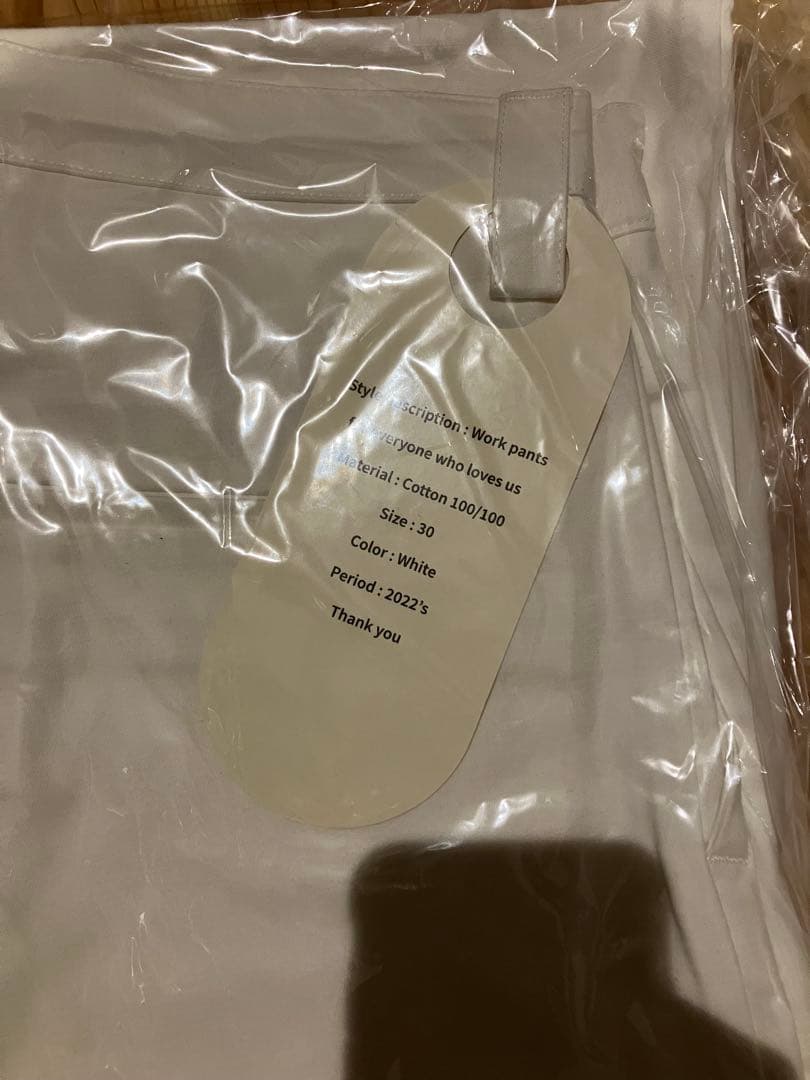 Style Description : Work pants
for everyone who loves us
Material : Cotton 100/100
Size : 30
Color : White
Period : 2022's
Thank you